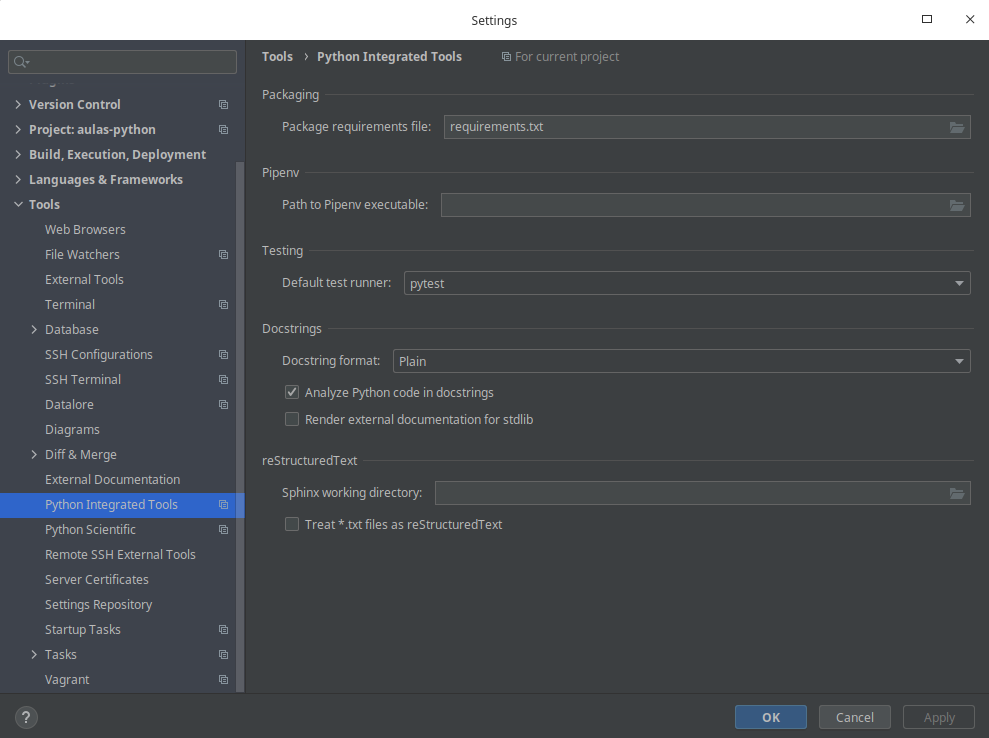 Settings
Tools › Python Integrated Tools For current project
Version Control
Project: aulas-python
Build, Execution, Deployment
Languages & Frameworks
Tools
Web Browsers
File Watchers
External Tools
Terminal
Database
SSH Configurations
SSH Terminal
Datalore
Diagrams
Diff & Merge
External Documentation
Python Integrated Tools
Python Scientific
Remote SSH External Tools
Server Certificates
Settings Repository
Startup Tasks
Tasks
Vagrant
Packaging
Package requirements file: requirements.txt
Pipenv
Path to Pipenv executable:
Testing
Default test runner: pytest
Docstrings
Docstring format: Plain
Analyze Python code in docstrings
Render external documentation for stdlib
reStructuredText
Sphinx working directory:
Treat *.txt files as reStructuredText
?
OK Cancel Apply